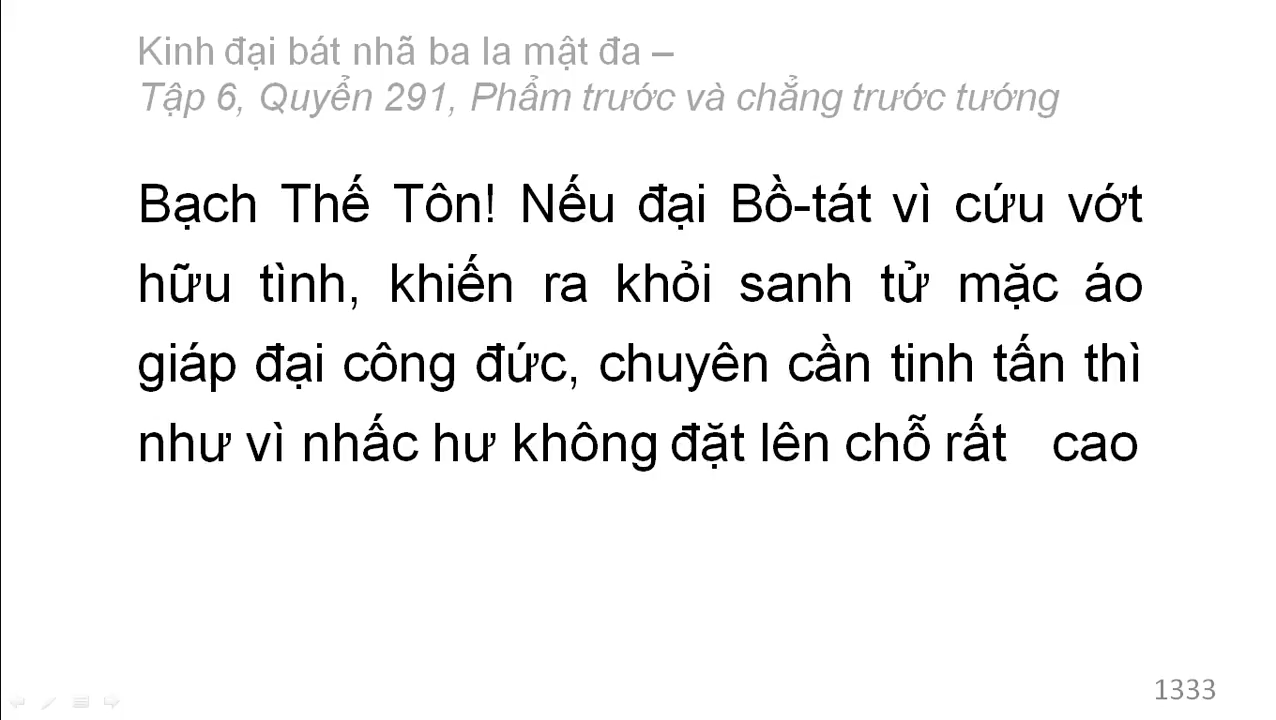 Kinh đại bát nhã ba la mật đa –
Tập 6, Quyển 291, Phẩm trước và chẳng trước tướng
Bạch Thế Tôn! Nếu đại Bồ-tát vì cứu vớt
hữu tình, khiến ra khỏi sanh tử mặc áo
giáp đại công đức, chuyên cần tinh tấn thì
như vì nhấc hư không đặt lên chỗ rất cao
1333